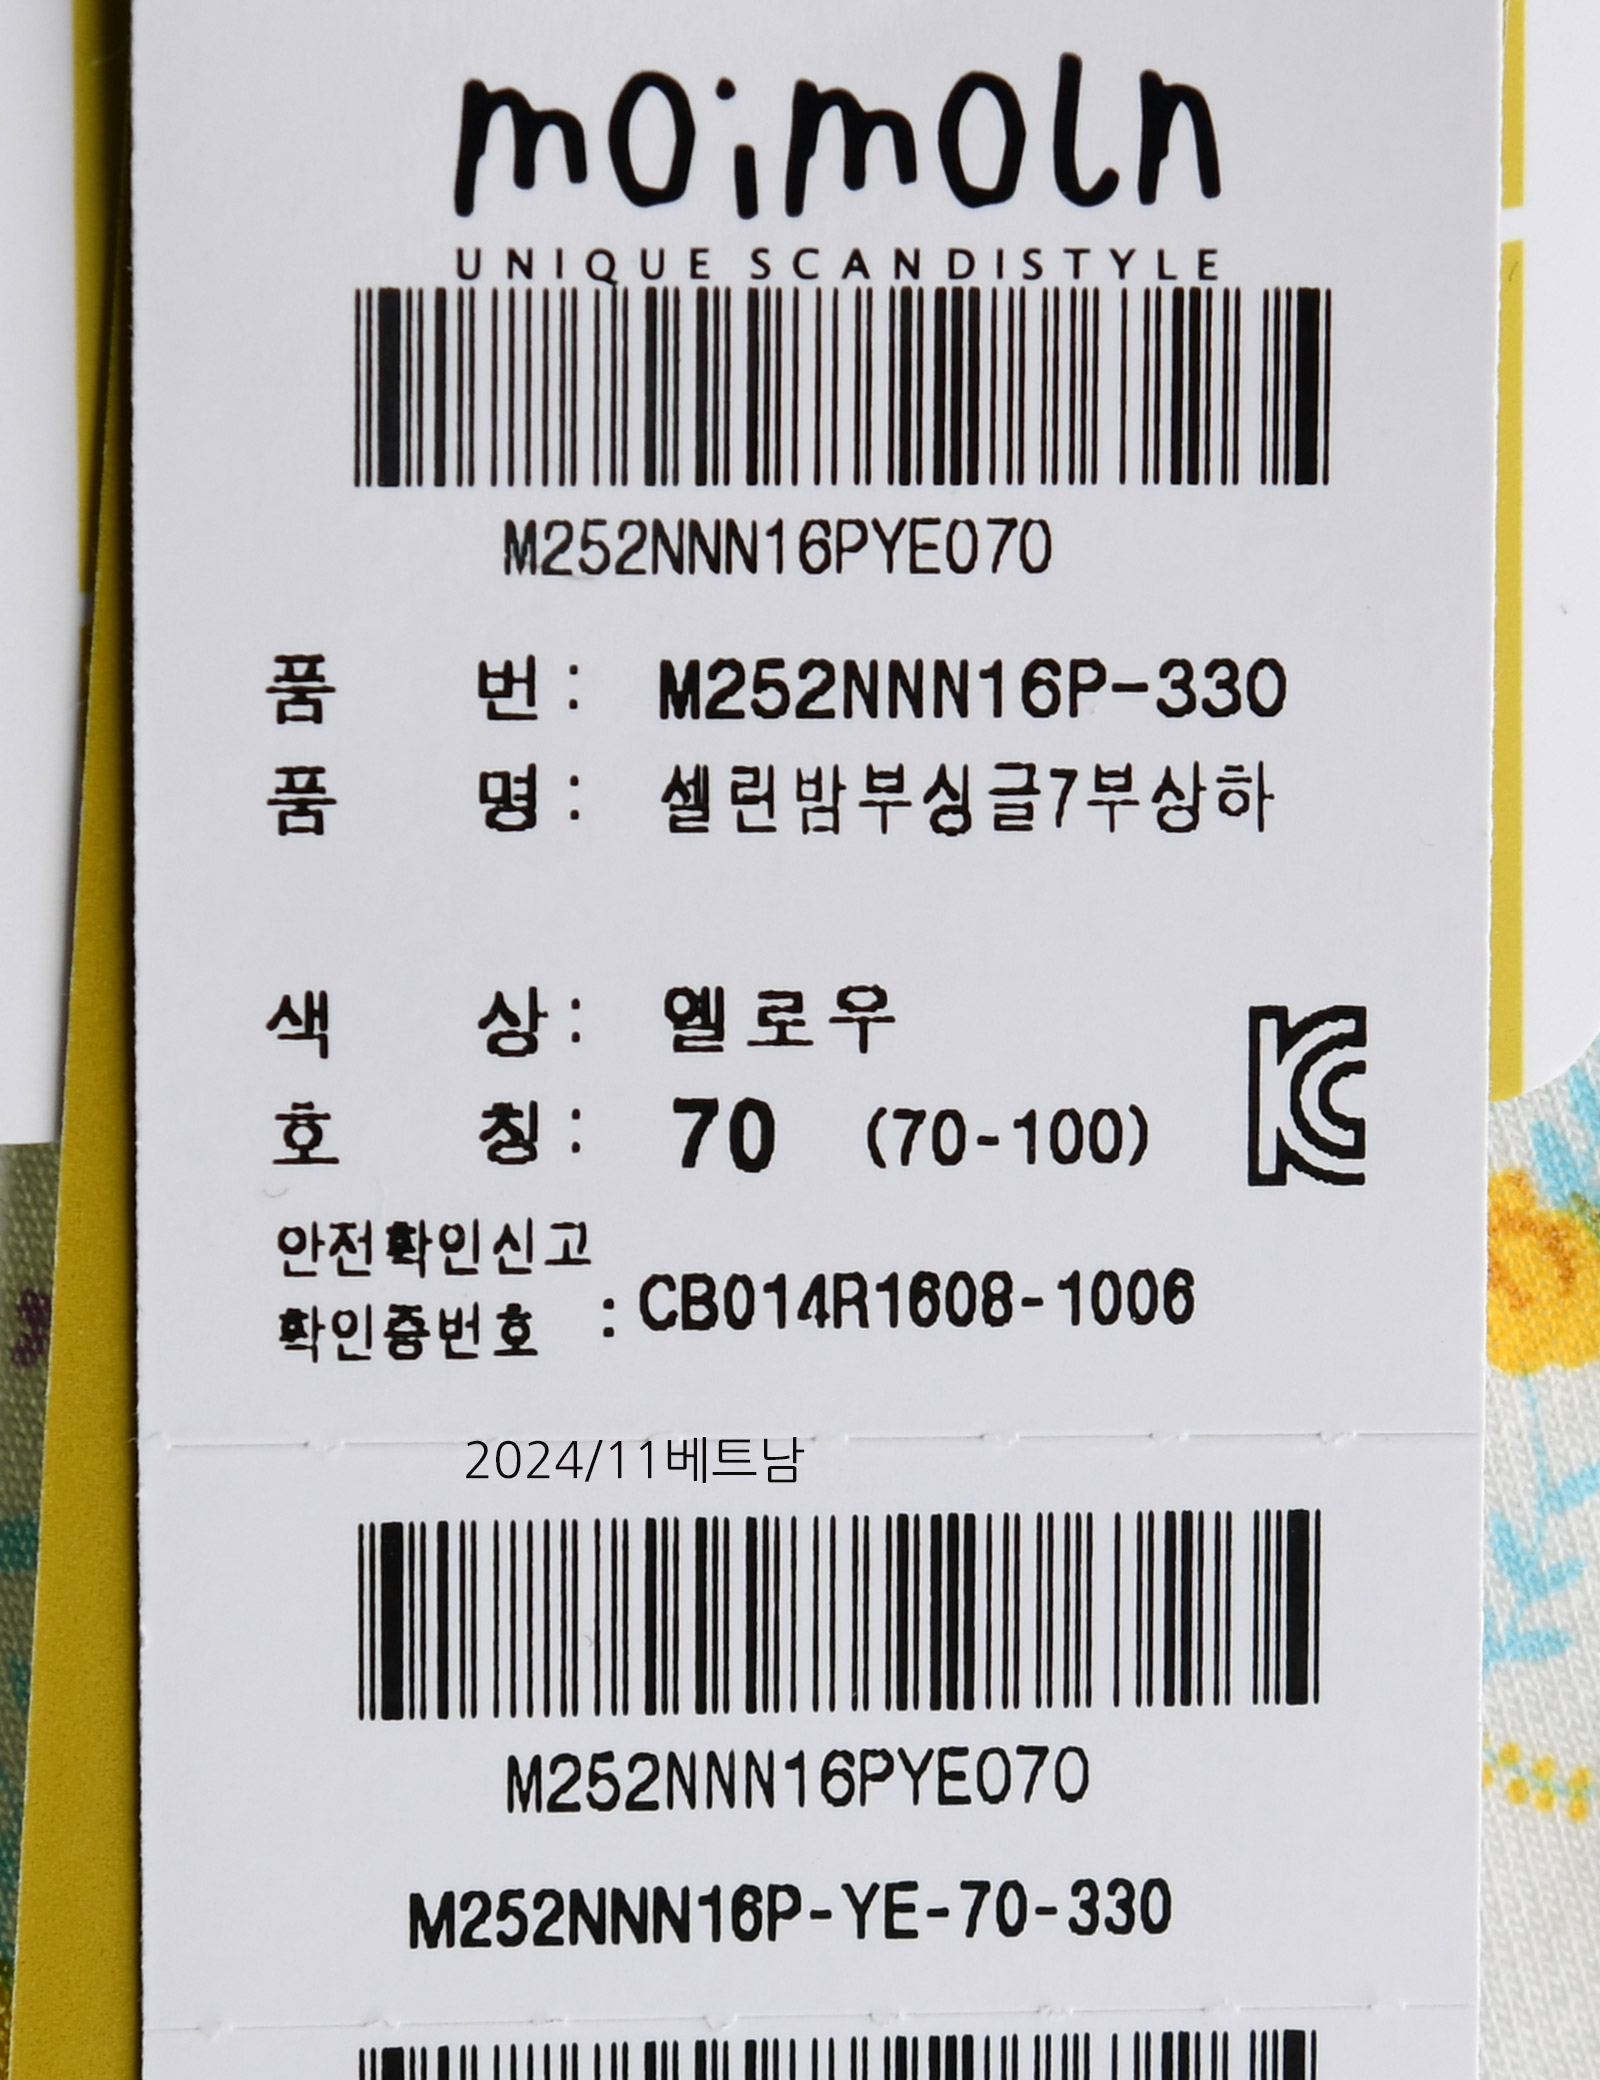 moimoln
UNIQUE SCANDISTYLE
M252NNN16PYE070
품 번 : M252NNN16P-330
품 명 : 셀린밤부싱글7부상하
색 상 : 옐로우
호 칭 : 70 (70-100)
KC
안전확인신고
확인증번호 : CB014R1608-1006
2024/11베트남
M252NNN16PYE070
M252NNN16P-YE-70-330